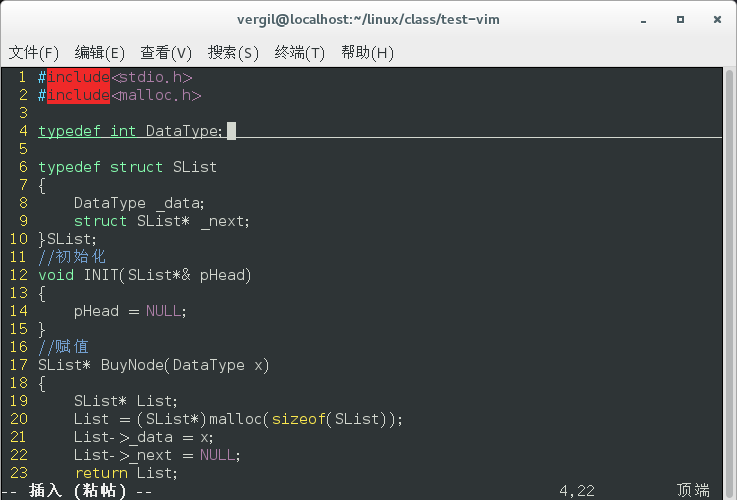 vergil@localhost:~/linux/class/test-vim
文件(F) 编辑(E) 查看(V) 搜索(S) 终端(T) 帮助(H)
1 #include<stdio.h>
2 #include<malloc.h>
3
4 typedef int DataType;
5
6 typedef struct SList
7 {
8     DataType _data;
9     struct SList* _next;
10 }SList;
11 //初始化
12 void INIT(SList*& pHead)
13 {
14     pHead = NULL;
15 }
16 //赋值
17 SList* BuyNode(DataType x)
18 {
19     SList* List;
20     List = (SList*)malloc(sizeof(SList));
21     List->_data = x;
22     List->_next = NULL;
23     return List;
-- 插入 (粘帖) -- 4,22 顶端